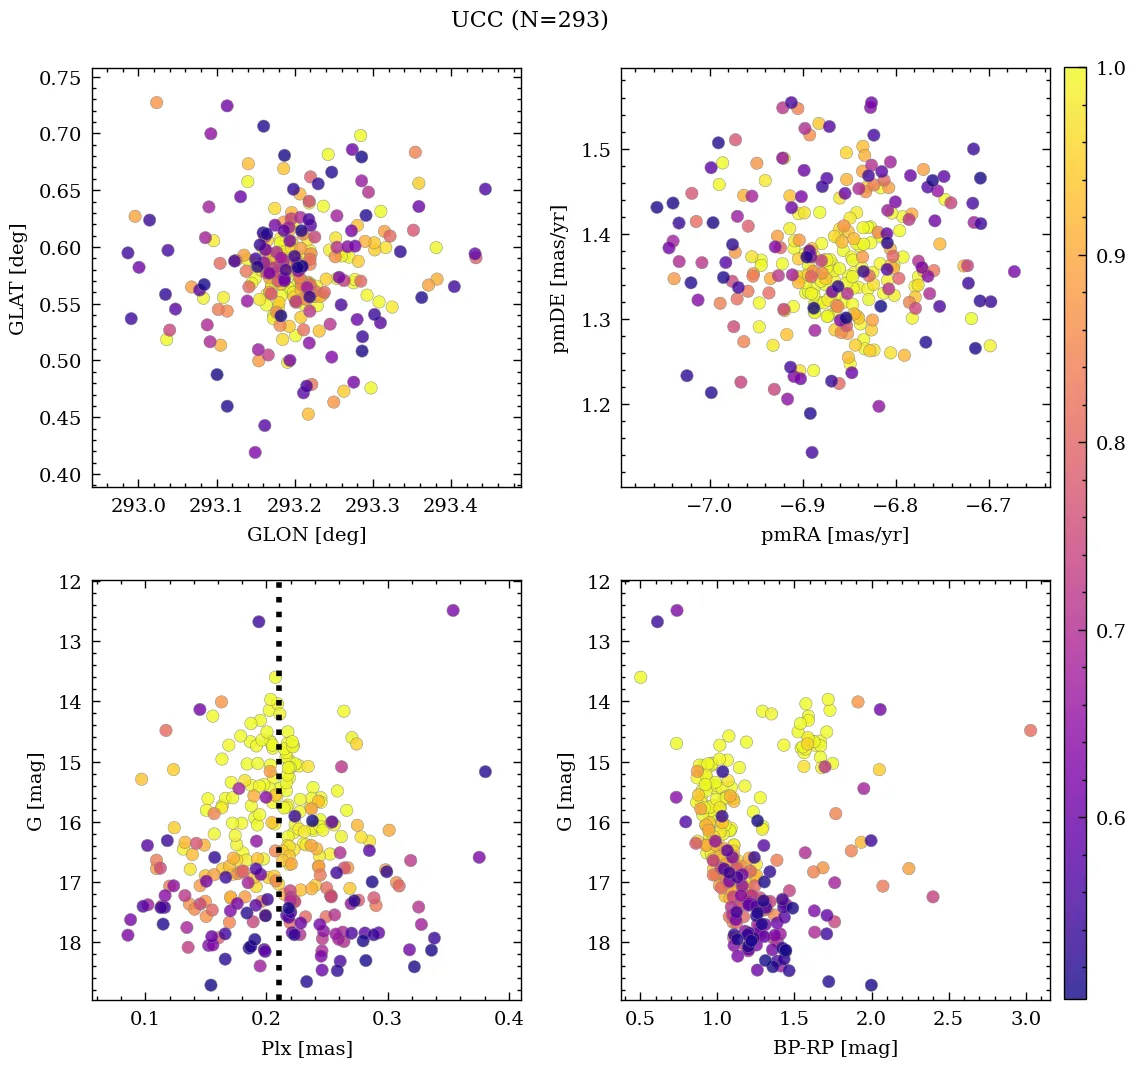 UCC (N=293)
0.75
0.70
0.65
0.60
0.55
0.50
0.45
0.40
GLAT [deg]
293.0 293.1 293.2 293.3 293.4
GLON [deg]
1.5
1.4
1.3
1.2
pmDE [mas/yr]
−7.0 −6.9 −6.8 −6.7
pmRA [mas/yr]
12
13
14
15
16
17
18
G [mag]
0.1 0.2 0.3 0.4
Plx [mas]
12
13
14
15
16
17
18
G [mag]
0.5 1.0 1.5 2.0 2.5 3.0
BP-RP [mag]
1.0
0.9
0.8
0.7
0.6